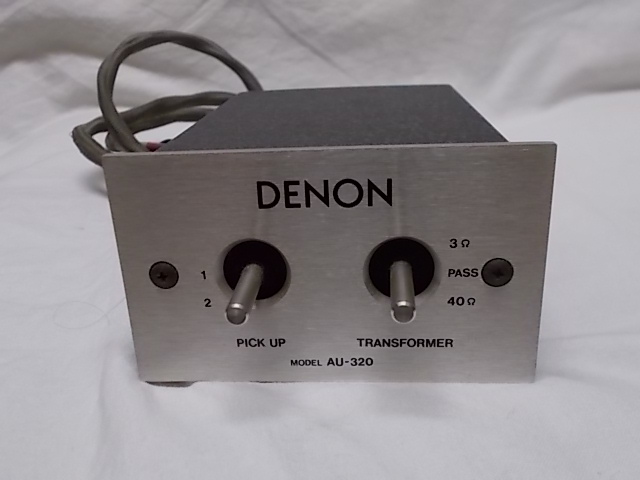 DENON
1
2
PICK UP
3Ω
PASS
40Ω
TRANSFORMER
MODEL AU-320